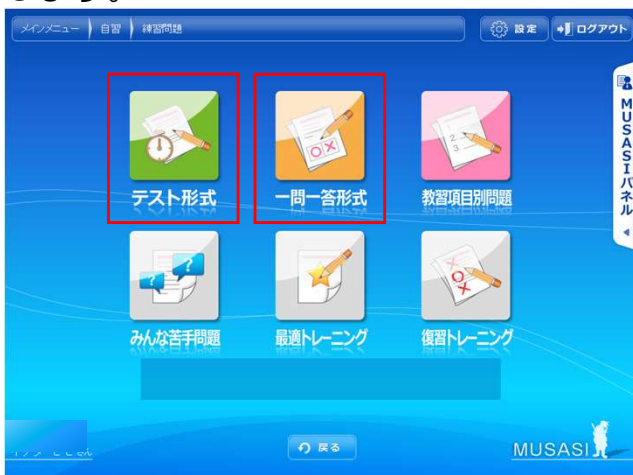 メインメニュー 自習 練習問題
設定 ログアウト
MUSASIパネル
テスト形式 一問一答形式 教習項目別問題
みんな苦手問題 最適トレーニング 復習トレーニング
戻る
MUSASI